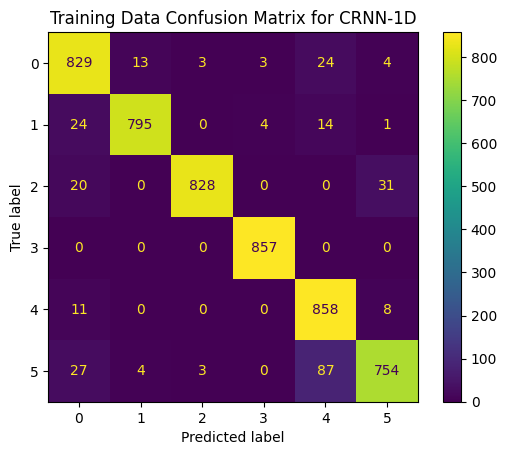 Training Data Confusion Matrix for CRNN-1D
0 829 13 3 3 24 4
1 24 795 0 4 14 1
2 20 0 828 0 0 31
3 0 0 0 857 0 0
4 11 0 0 0 858 8
5 27 4 3 0 87 754
0 1 2 3 4 5
Predicted label
True label
800
700
600
500
400
300
200
100
0